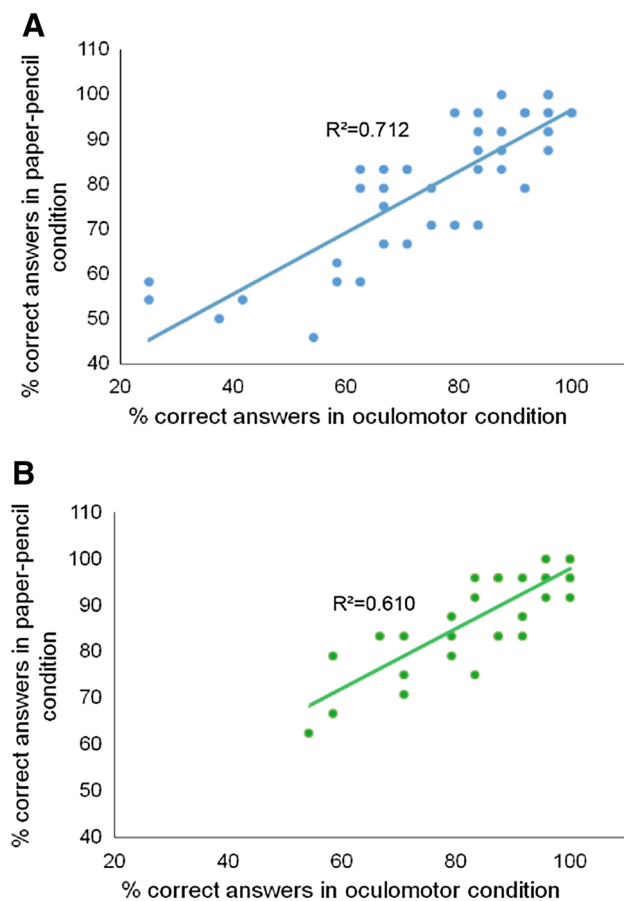 A
110
100
90
80
70
60
50
40
% correct answers in paper-pencil
condition
R²=0.712
20 40 60 80 100
% correct answers in oculomotor condition
B
110
100
90
80
70
60
50
40
% correct answers in paper-pencil
condition
R²=0.610
20 40 60 80 100
% correct answers in oculomotor condition